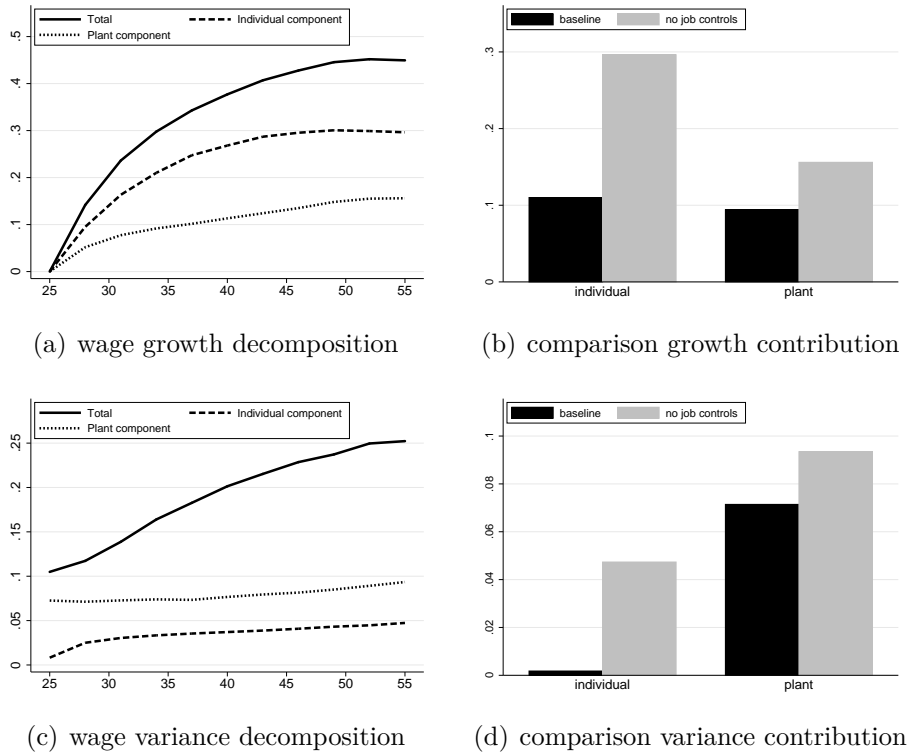 Total Individual component
Plant component
.5
.4
.3
.2
.1
0
25 30 35 40 45 50 55
(a) wage growth decomposition
baseline no job controls
.3
.2
.1
0
individual plant
(b) comparison growth contribution
Total Individual component
Plant component
.25
.2
.15
.1
.05
0
25 30 35 40 45 50 55
(c) wage variance decomposition
baseline no job controls
.1
.08
.06
.04
.02
0
individual plant
(d) comparison variance contribution